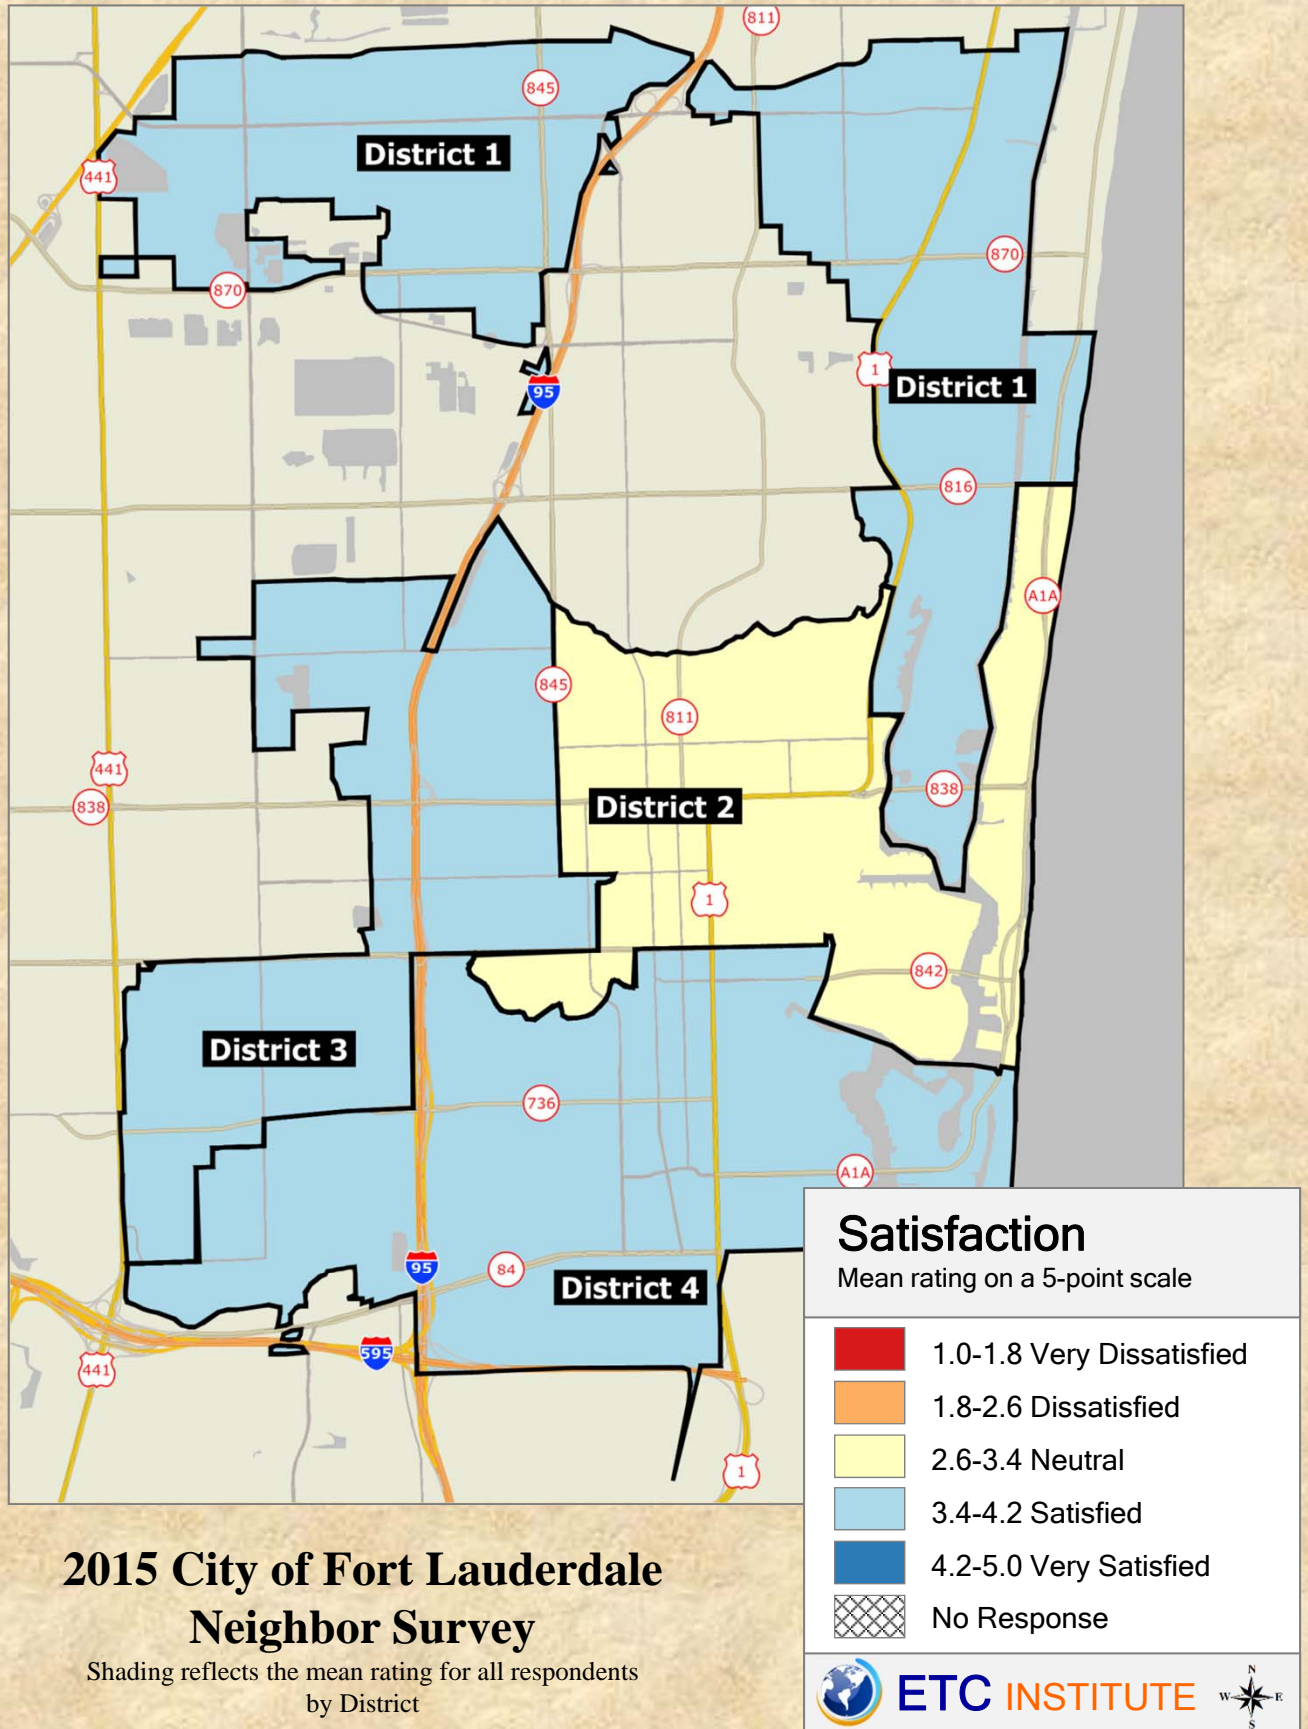 811
845
District 1
441
870
870
95
1
District 1
816
A1A
845
811
441
838
District 2
838
1
842
District 3
736
A1A
95
84
District 4
595
441
1
Satisfaction
Mean rating on a 5-point scale
1.0-1.8 Very Dissatisfied
1.8-2.6 Dissatisfied
2.6-3.4 Neutral
3.4-4.2 Satisfied
4.2-5.0 Very Satisfied
No Response
2015 City of Fort Lauderdale
Neighbor Survey
Shading reflects the mean rating for all respondents
by District
ETC INSTITUTE
N
W E
S